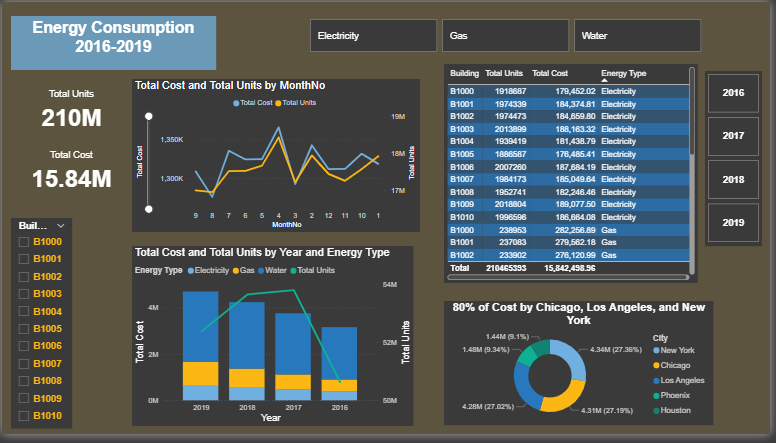 Energy Consumption
2016-2019
Electricity
Gas
Water
Total Units
210M
Total Cost
15.84M
Buil...
B1000
B1001
B1002
B1003
B1004
B1005
B1006
B1007
B1008
B1009
B1010
Total Cost and Total Units by MonthNo
Total Cost Total Units
Total Cost
1,350K
1,300K
19M
18M
17M
Total Units
9 8 7 6 5 4 3 2 12 11 10 1
MonthNo
Total Cost and Total Units by Year and Energy Type
Energy Type Electricity Gas Water Total Units
Total Cost
4M
2M
0M
54M
52M
50M
Total Units
2019 2018 2017 2016
Year
Building Total Units Total Cost Energy Type
B1000 1918687 179,452.02 Electricity
B1001 1974339 184,374.81 Electricity
B1002 1974473 184,659.80 Electricity
B1003 2013899 188,163.32 Electricity
B1004 1939419 181,438.79 Electricity
B1005 1886587 176,485.41 Electricity
B1006 2007260 187,684.19 Electricity
B1007 1984173 185,049.64 Electricity
B1008 1952741 182,246.46 Electricity
B1009 2018804 189,077.50 Electricity
B1010 1996596 186,664.08 Electricity
B1000 238953 282,256.89 Gas
B1001 237083 279,562.18 Gas
B1002 233902 276,120.99 Gas
Total 210465393 15,842,498.96
2016
2017
2018
2019
80% of Cost by Chicago, Los Angeles, and New
York
1.44M (9.1%)
1.48M (9.34%)
4.28M (27.02%)
4.34M (27.36%)
4.31M (27.19%)
City
New York
Chicago
Los Angeles
Phoenix
Houston